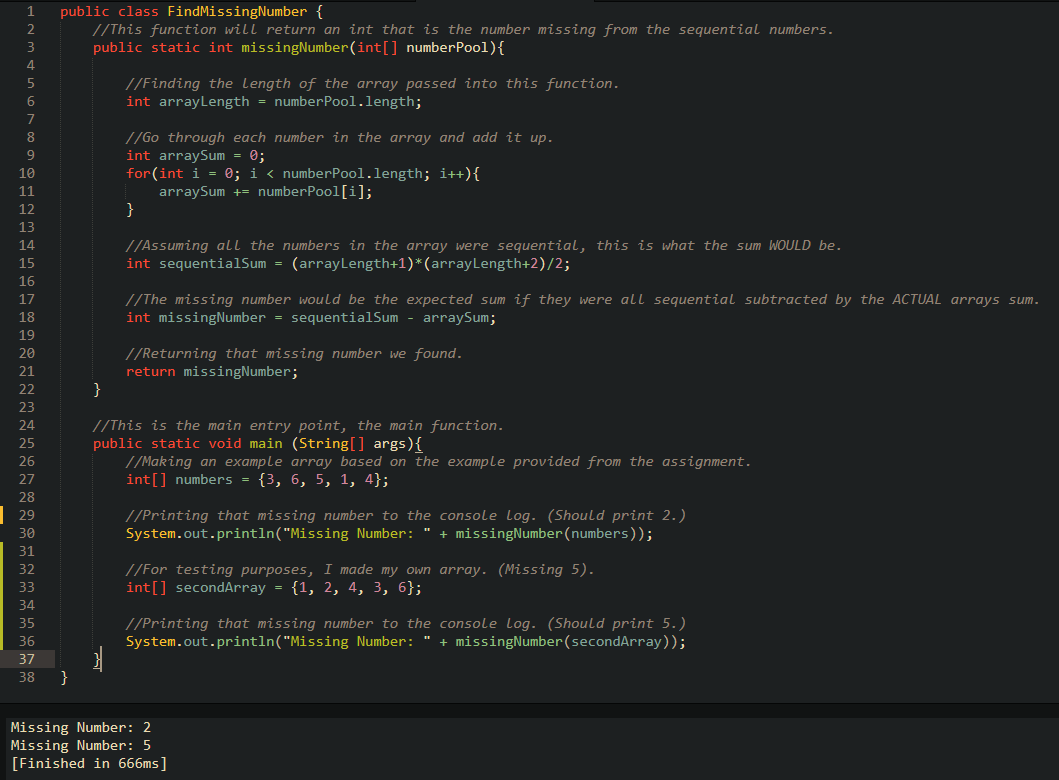 1 public class FindMissingNumber {
2 //This function will return an int that is the number missing from the sequential numbers.
3 public static int missingNumber(int[] numberPool){
4
5 //Finding the length of the array passed into this function.
6 int arrayLength = numberPool.length;
7
8 //Go through each number in the array and add it up.
9 int arraySum = 0;
10 for(int i = 0; i < numberPool.length; i++){
11 arraySum += numberPool[i];
12 }
13
14 //Assuming all the numbers in the array were sequential, this is what the sum WOULD be.
15 int sequentialSum = (arrayLength+1)*(arrayLength+2)/2;
16
17 //The missing number would be the expected sum if they were all sequential subtracted by the ACTUAL arrays sum.
18 int missingNumber = sequentialSum - arraySum;
19
20 //Returning that missing number we found.
21 return missingNumber;
22 }
23
24 //This is the main entry point, the main function.
25 public static void main (String[] args){
26 //Making an example array based on the example provided from the assignment.
27 int[] numbers = {3, 6, 5, 1, 4};
28
29 //Printing that missing number to the console log. (Should print 2.)
30 System.out.println("Missing Number: " + missingNumber(numbers));
31
32 //For testing purposes, I made my own array. (Missing 5).
33 int[] secondArray = {1, 2, 4, 3, 6};
34
35 //Printing that missing number to the console log. (Should print 5.)
36 System.out.println("Missing Number: " + missingNumber(secondArray));
37 }
38 }
Missing Number: 2
Missing Number: 5
[Finished in 666ms]